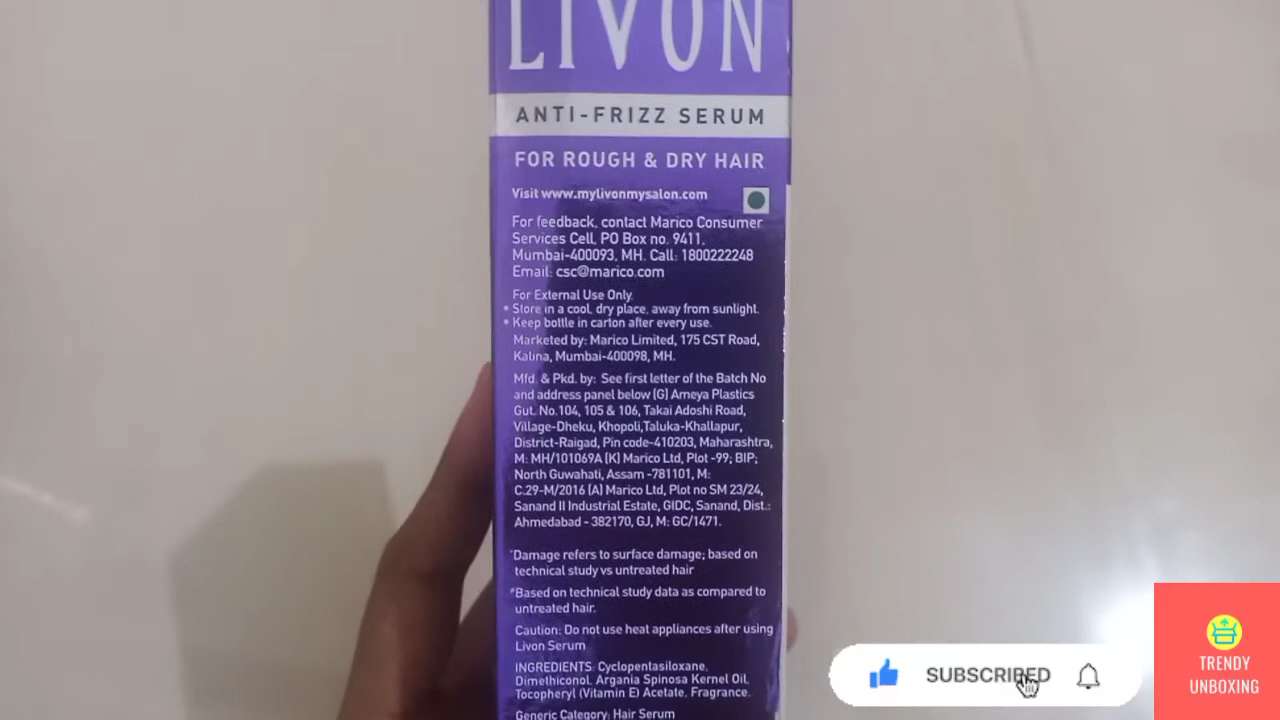 LIVON
ANTI-FRIZZ SERUM
FOR ROUGH & DRY HAIR
Visit www.mylivonmysalon.com
For feedback, contact Marico Consumer
Services Cell, PO Box no. 9411,
Mumbai-400093, MH. Call: 1800222248
Email: csc@marico.com
For External Use Only.
* Store in a cool, dry place, away from sunlight.
* Keep bottle in carton after every use.
Marketed by: Marico Limited, 175 CST Road,
Kalina, Mumbai-400098, MH.
Mfd. & Pkd. by: See first letter of the Batch No
and address panel below (G) Ameya Plastics
Gut. No.104, 105 & 106, Takai Adoshi Road,
Village-Dheku, Khopoli,Taluka-Khallapur,
District-Raigad, Pin code-410203, Maharashtra,
M: MH/101069A (K) Marico Ltd, Plot -99; BIP;
North Guwahati, Assam -781101, M:
C.29-M/2016 (A) Marico Ltd, Plot no SM 23/24,
Sanand II Industrial Estate, GIDC, Sanand, Dist.:
Ahmedabad - 382170, GJ, M: GC/1471.
*Damage refers to surface damage; based on
technical study vs untreated hair
#Based on technical study data as compared to
untreated hair.
Caution: Do not use heat appliances after using
Livon Serum
INGREDIENTS: Cyclopentasiloxane,
Dimethiconol, Argania Spinosa Kernel Oil,
Tocopheryl (Vitamin E) Acetate, Fragrance.
Generic Category: Hair Serum
SUBSCRIBED
TRENDY
UNBOXING